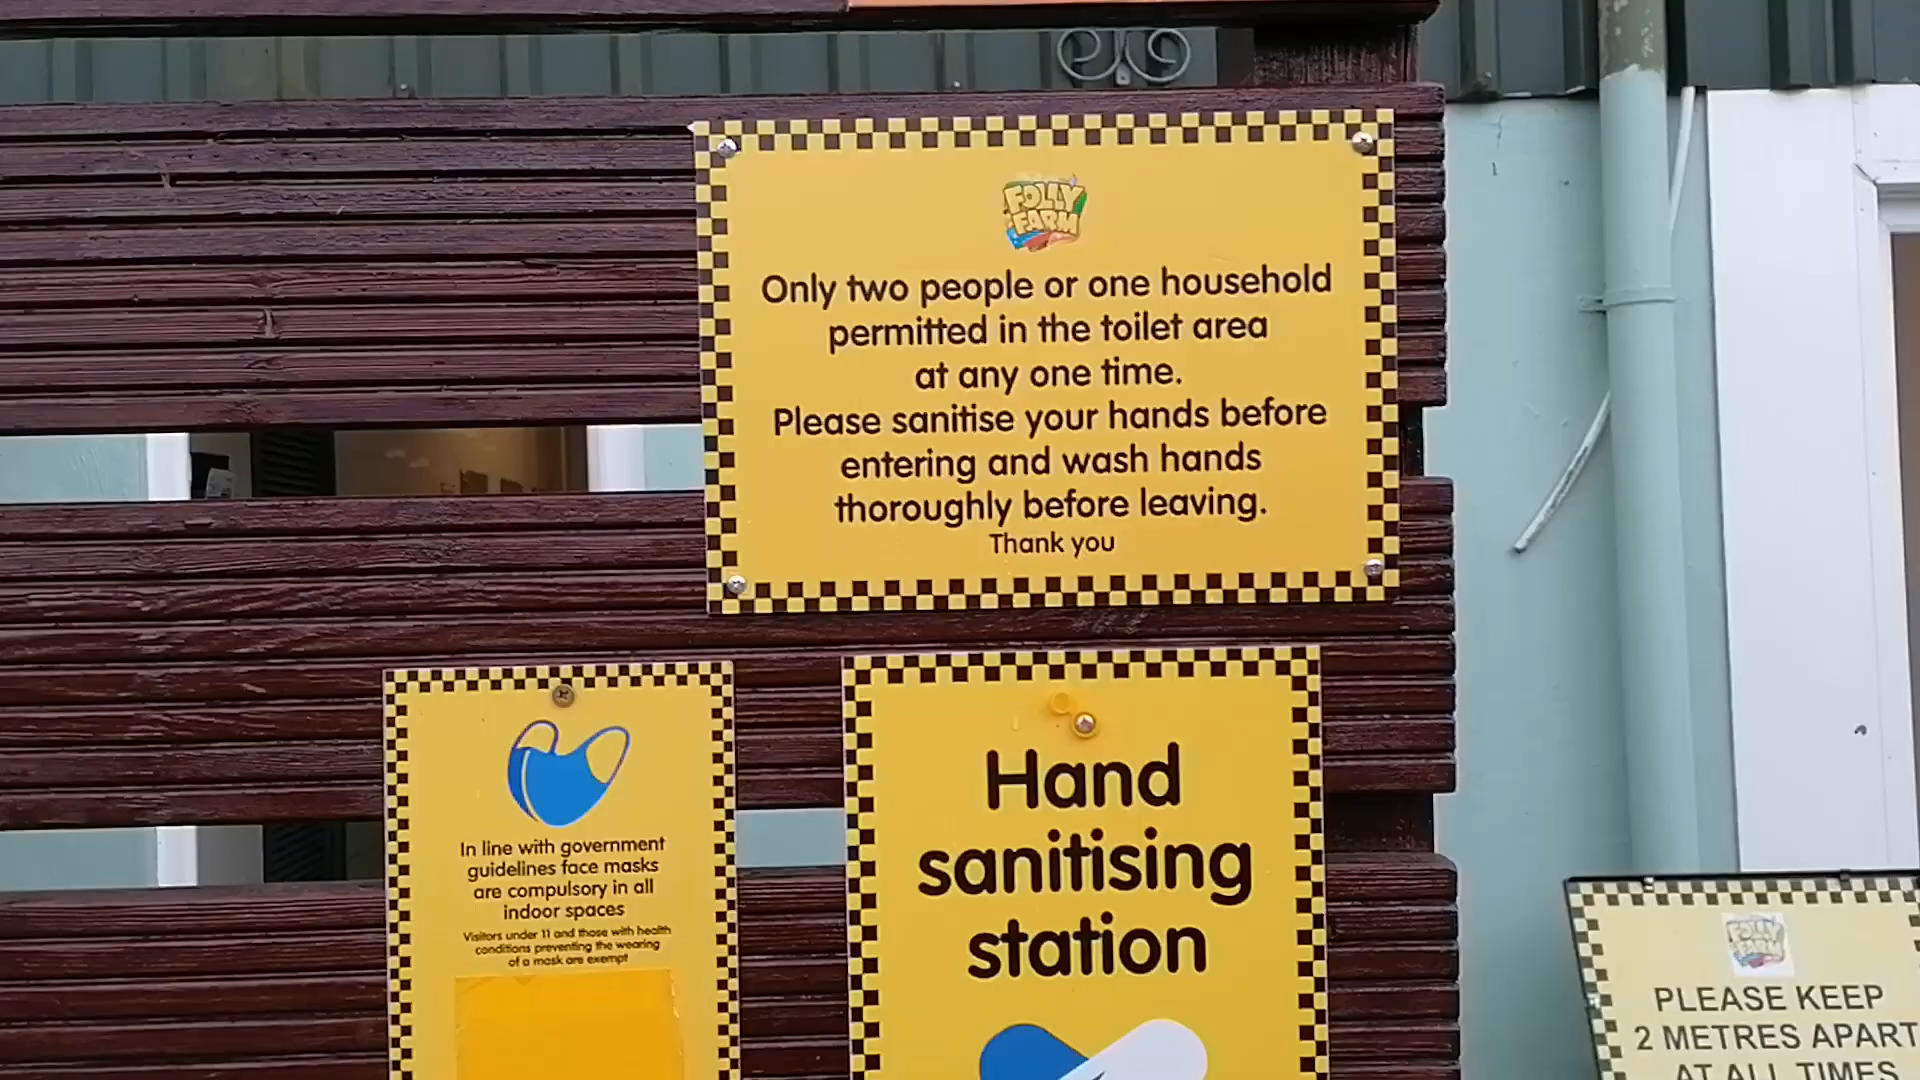 FOLLY
FARM
Only two people or one household
permitted in the toilet area
at any one time.
Please sanitise your hands before
entering and wash hands
thoroughly before leaving.
Thank you
In line with government
guidelines face masks
are compulsory in all
indoor spaces
Visitors under 11 and those with health
conditions preventing the wearing
of a mask are exempt
Hand
sanitising
station
FOLLY
FARM
PLEASE KEEP
2 METRES APART
AT ALL TIMES